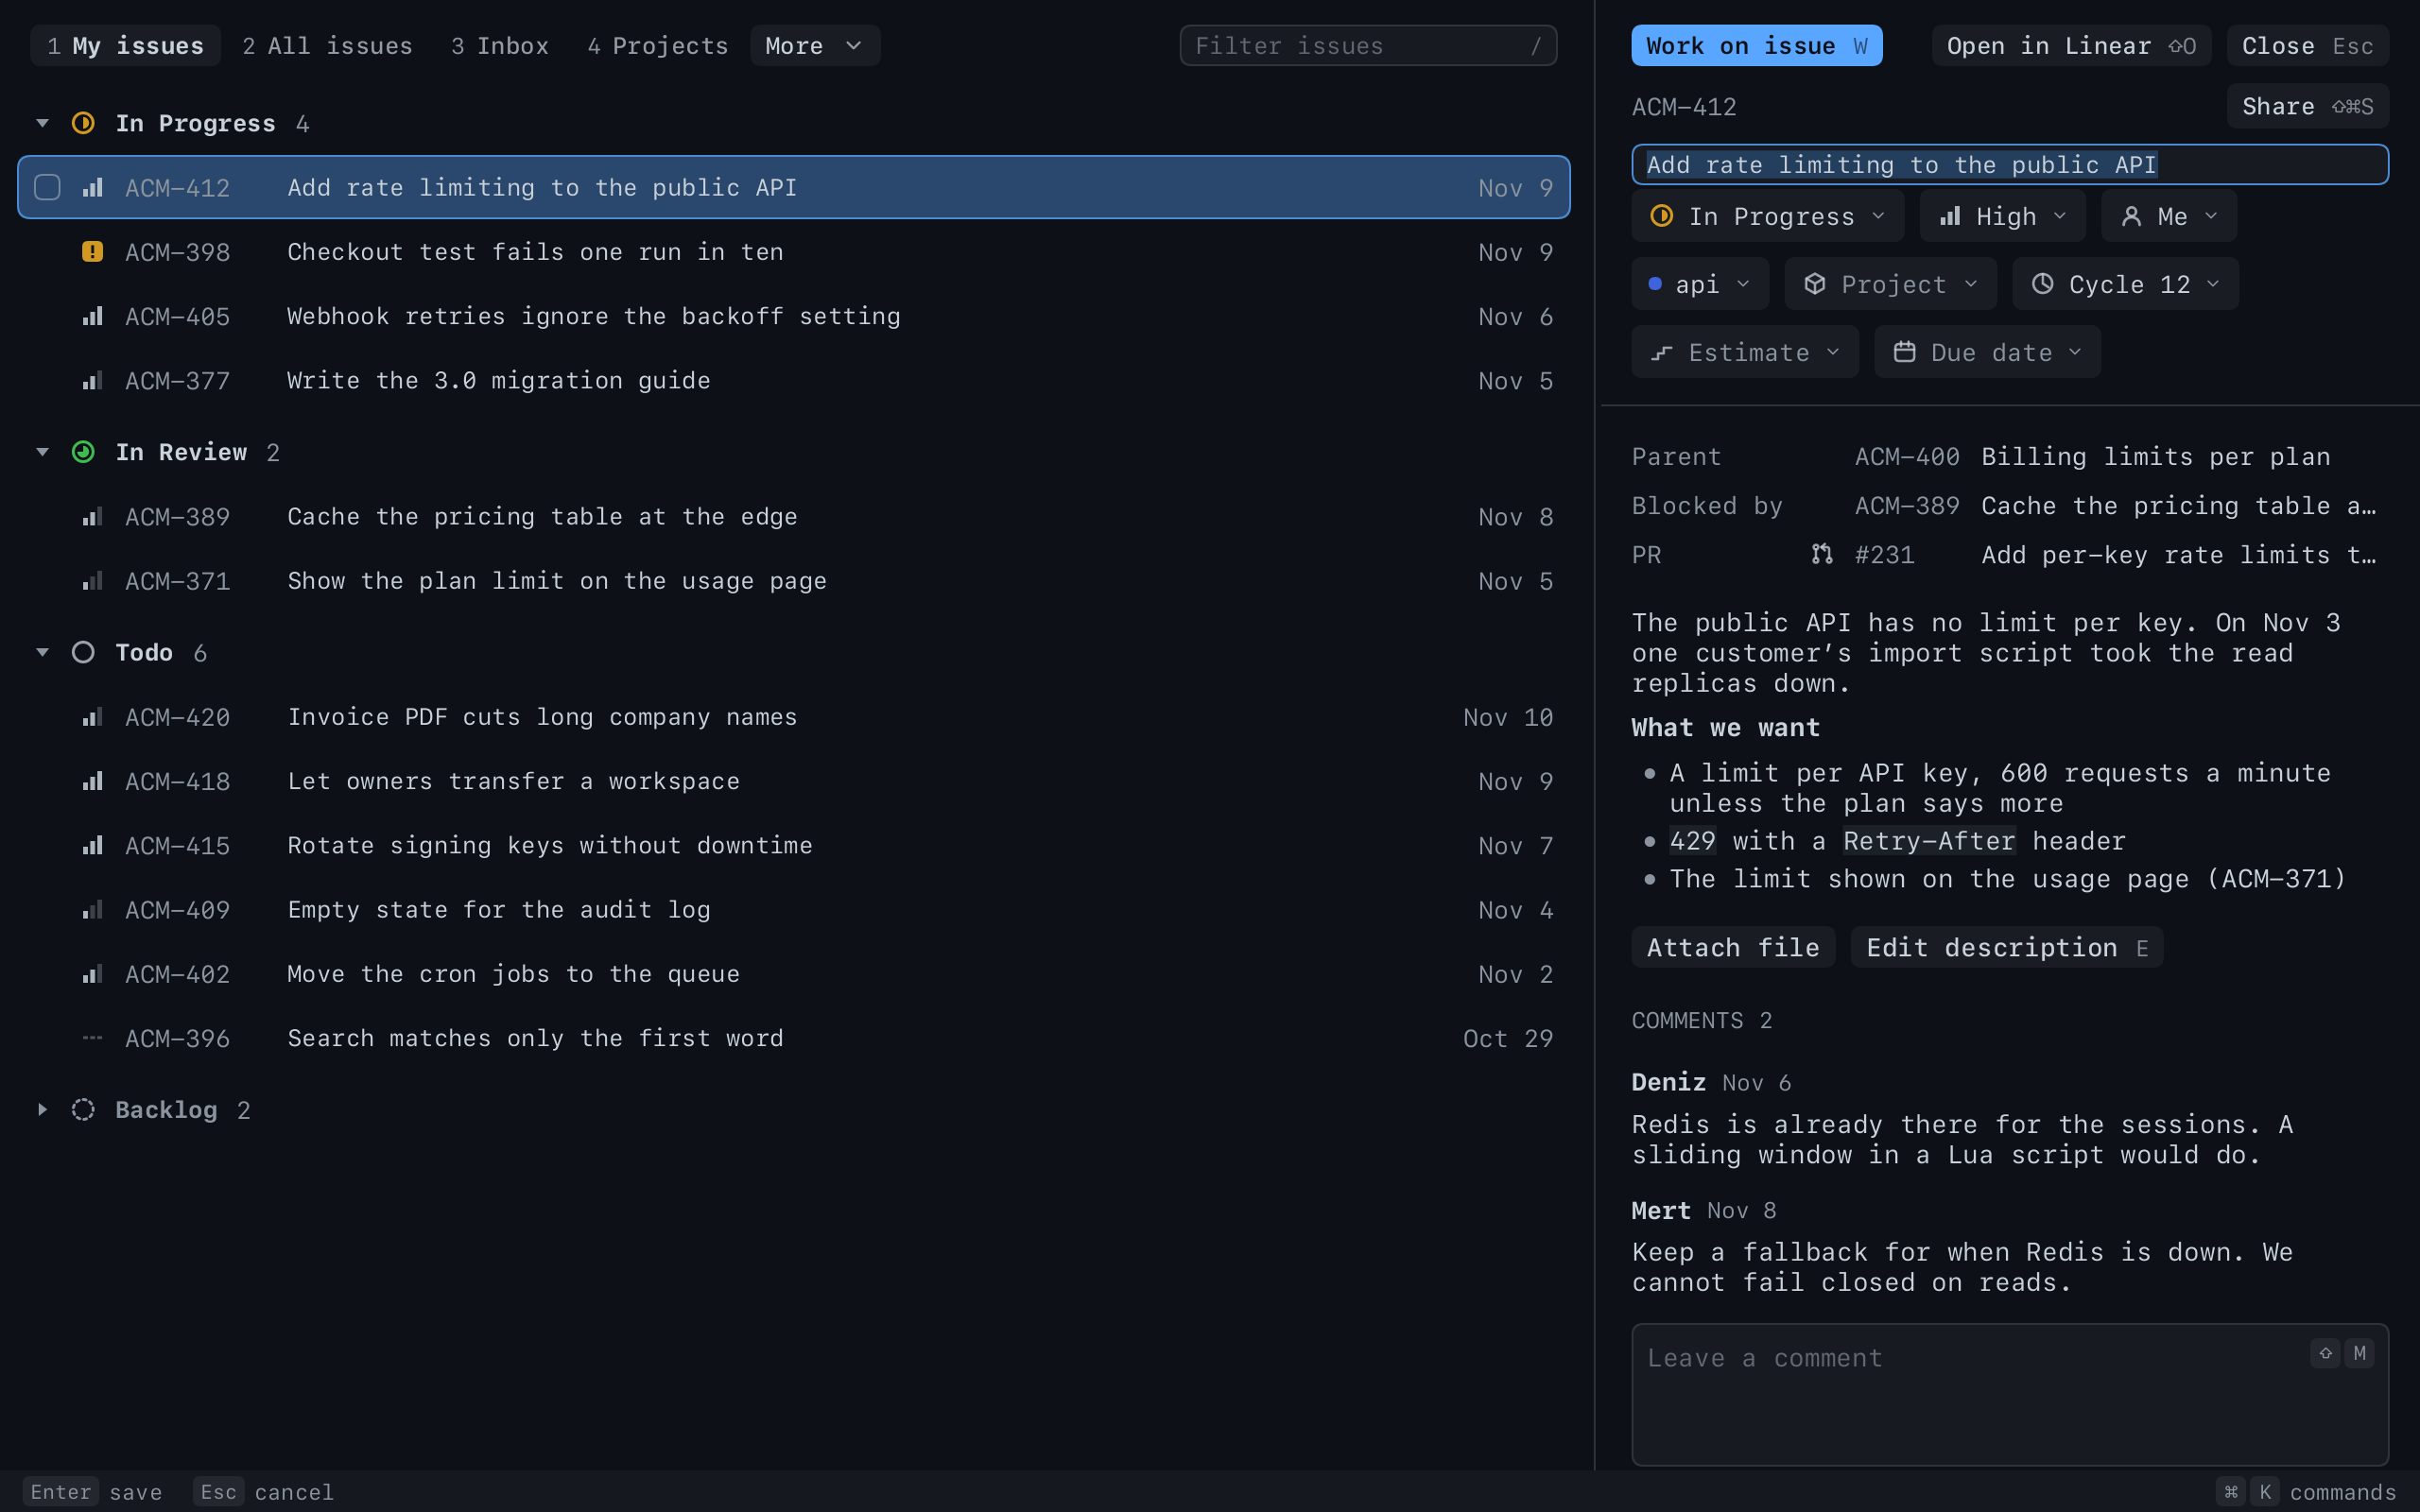 1 My issues 2 All issues 3 Inbox 4 Projects More
Filter issues /
In Progress 4
ACM-412 Add rate limiting to the public API Nov 9
ACM-398 Checkout test fails one run in ten Nov 9
ACM-405 Webhook retries ignore the backoff setting Nov 6
ACM-377 Write the 3.0 migration guide Nov 5
In Review 2
ACM-389 Cache the pricing table at the edge Nov 8
ACM-371 Show the plan limit on the usage page Nov 5
Todo 6
ACM-420 Invoice PDF cuts long company names Nov 10
ACM-418 Let owners transfer a workspace Nov 9
ACM-415 Rotate signing keys without downtime Nov 7
ACM-409 Empty state for the audit log Nov 4
ACM-402 Move the cron jobs to the queue Nov 2
ACM-396 Search matches only the first word Oct 29
Backlog 2
Work on issue W Open in Linear ⇧O Close Esc
ACM-412 Share ⇧⌘S
Add rate limiting to the public API
In Progress High Me
api Project Cycle 12
Estimate Due date
Parent ACM-400 Billing limits per plan
Blocked by ACM-389 Cache the pricing table a…
PR #231 Add per-key rate limits t…
The public API has no limit per key. On Nov 3
one customer’s import script took the read
replicas down.
What we want
• A limit per API key, 600 requests a minute
unless the plan says more
• 429 with a Retry-After header
• The limit shown on the usage page (ACM-371)
Attach file Edit description E
COMMENTS 2
Deniz Nov 6
Redis is already there for the sessions. A
sliding window in a Lua script would do.
Mert Nov 8
Keep a fallback for when Redis is down. We
cannot fail closed on reads.
Leave a comment ⇧ M
Enter save Esc cancel
⌘ K commands